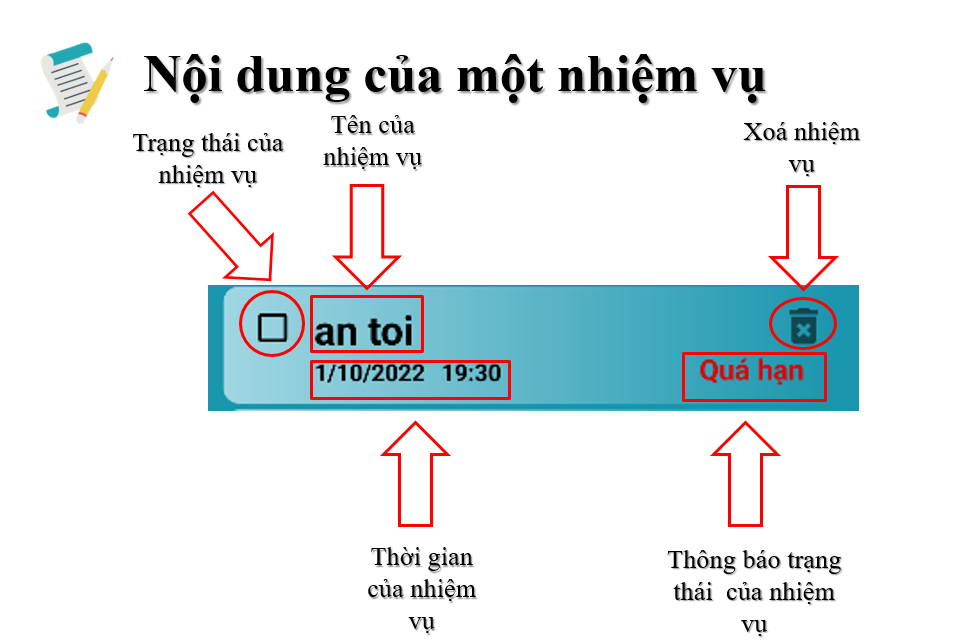 Nội dung của một nhiệm vụ
Trạng thái của
nhiệm vụ
Tên của
nhiệm vụ
Xoá nhiệm
vụ
an toi
1/10/2022 19:30
Quá hạn
Thời gian
của nhiệm
vụ
Thông báo trạng
thái của nhiệm
vụ